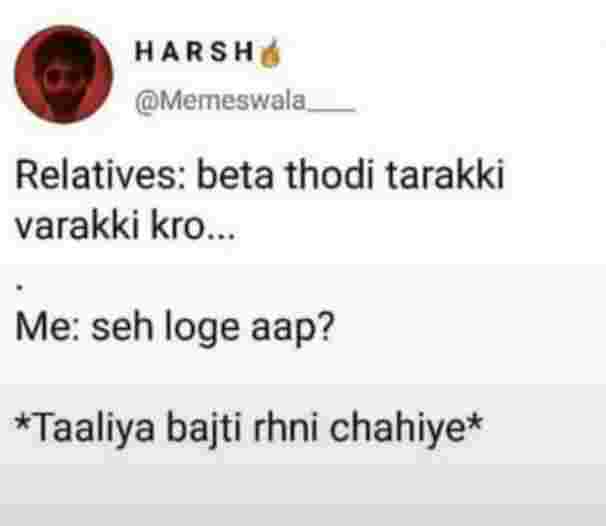 HARSH
@Memeswala____
Relatives: beta thodi tarakki
varakki kro...
.
Me: seh loge aap?
*Taaliya bajti rhni chahiye*